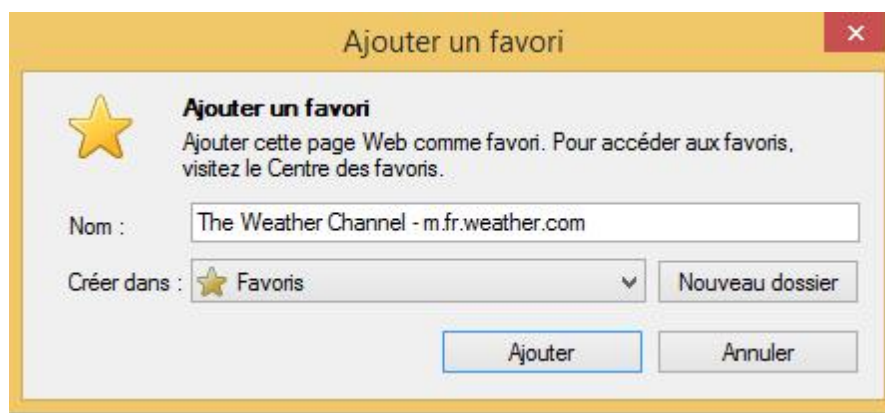 Ajouter un favori
Ajouter un favori
Ajouter cette page Web comme favori. Pour accéder aux favoris,
visitez le Centre des favoris.
Nom : The Weather Channel - m.fr.weather.com
Créer dans : Favoris Nouveau dossier
Ajouter Annuler